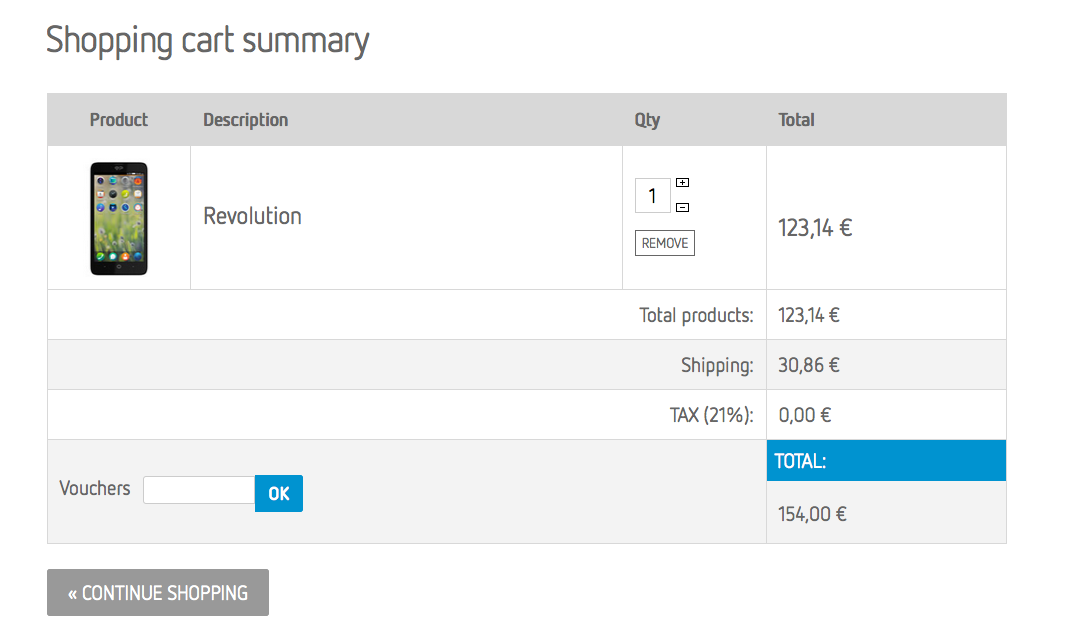 Shopping cart summary
Product Description Qty Total
Revolution
1
REMOVE
123,14 €
Total products: 123,14 €
Shipping: 30,86 €
TAX (21%): 0,00 €
Vouchers OK
TOTAL:
154,00 €
« CONTINUE SHOPPING